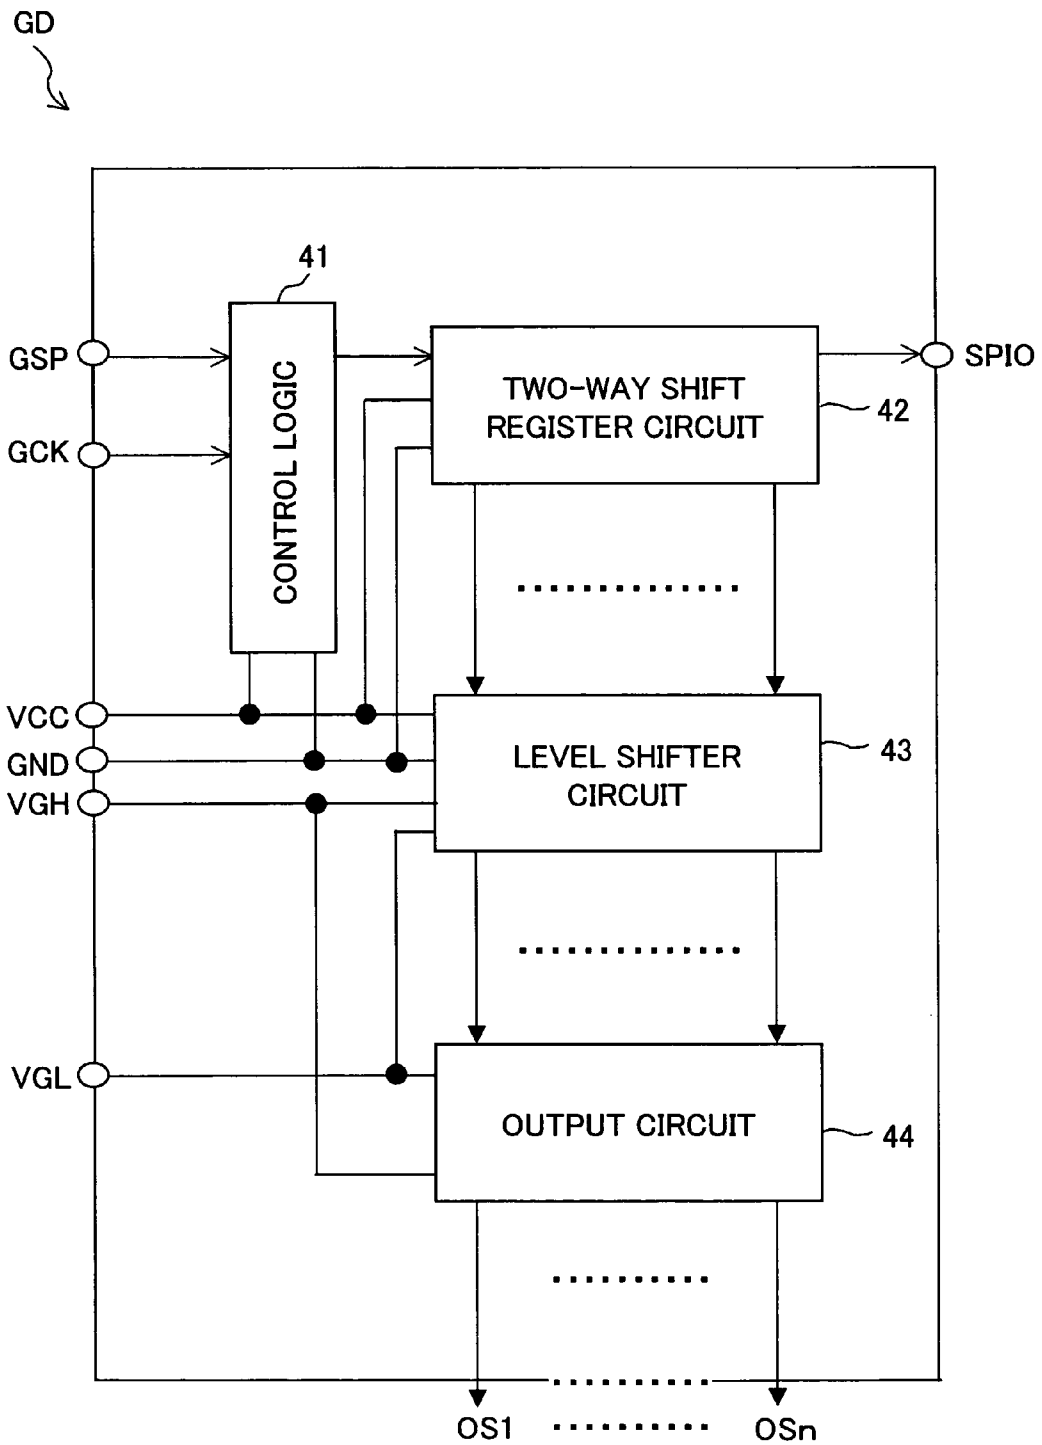 GD
41
GSP
GCK
CONTROL LOGIC
TWO-WAY SHIFT
REGISTER CIRCUIT
SPIO
42
VCC
GND
VGH
LEVEL SHIFTER
CIRCUIT
43
VGL
OUTPUT CIRCUIT
44
OS1
OSn